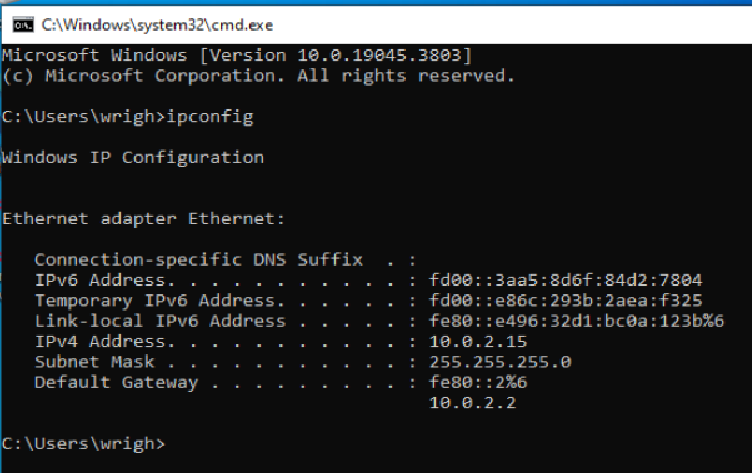 C:\Windows\system32\cmd.exe
Microsoft Windows [Version 10.0.19045.3803]
(c) Microsoft Corporation. All rights reserved.
C:\Users\wrigh>ipconfig
Windows IP Configuration
Ethernet adapter Ethernet:
   Connection-specific DNS Suffix  . :
   IPv6 Address. . . . . . . . . . . : fd00::3aa5:8d6f:84d2:7804
   Temporary IPv6 Address. . . . . . : fd00::e86c:293b:2aea:f325
   Link-local IPv6 Address . . . . . : fe80::e496:32d1:bc0a:123b%6
   IPv4 Address. . . . . . . . . . . : 10.0.2.15
   Subnet Mask . . . . . . . . . . . : 255.255.255.0
   Default Gateway . . . . . . . . . : fe80::2%6
                                       10.0.2.2
C:\Users\wrigh>